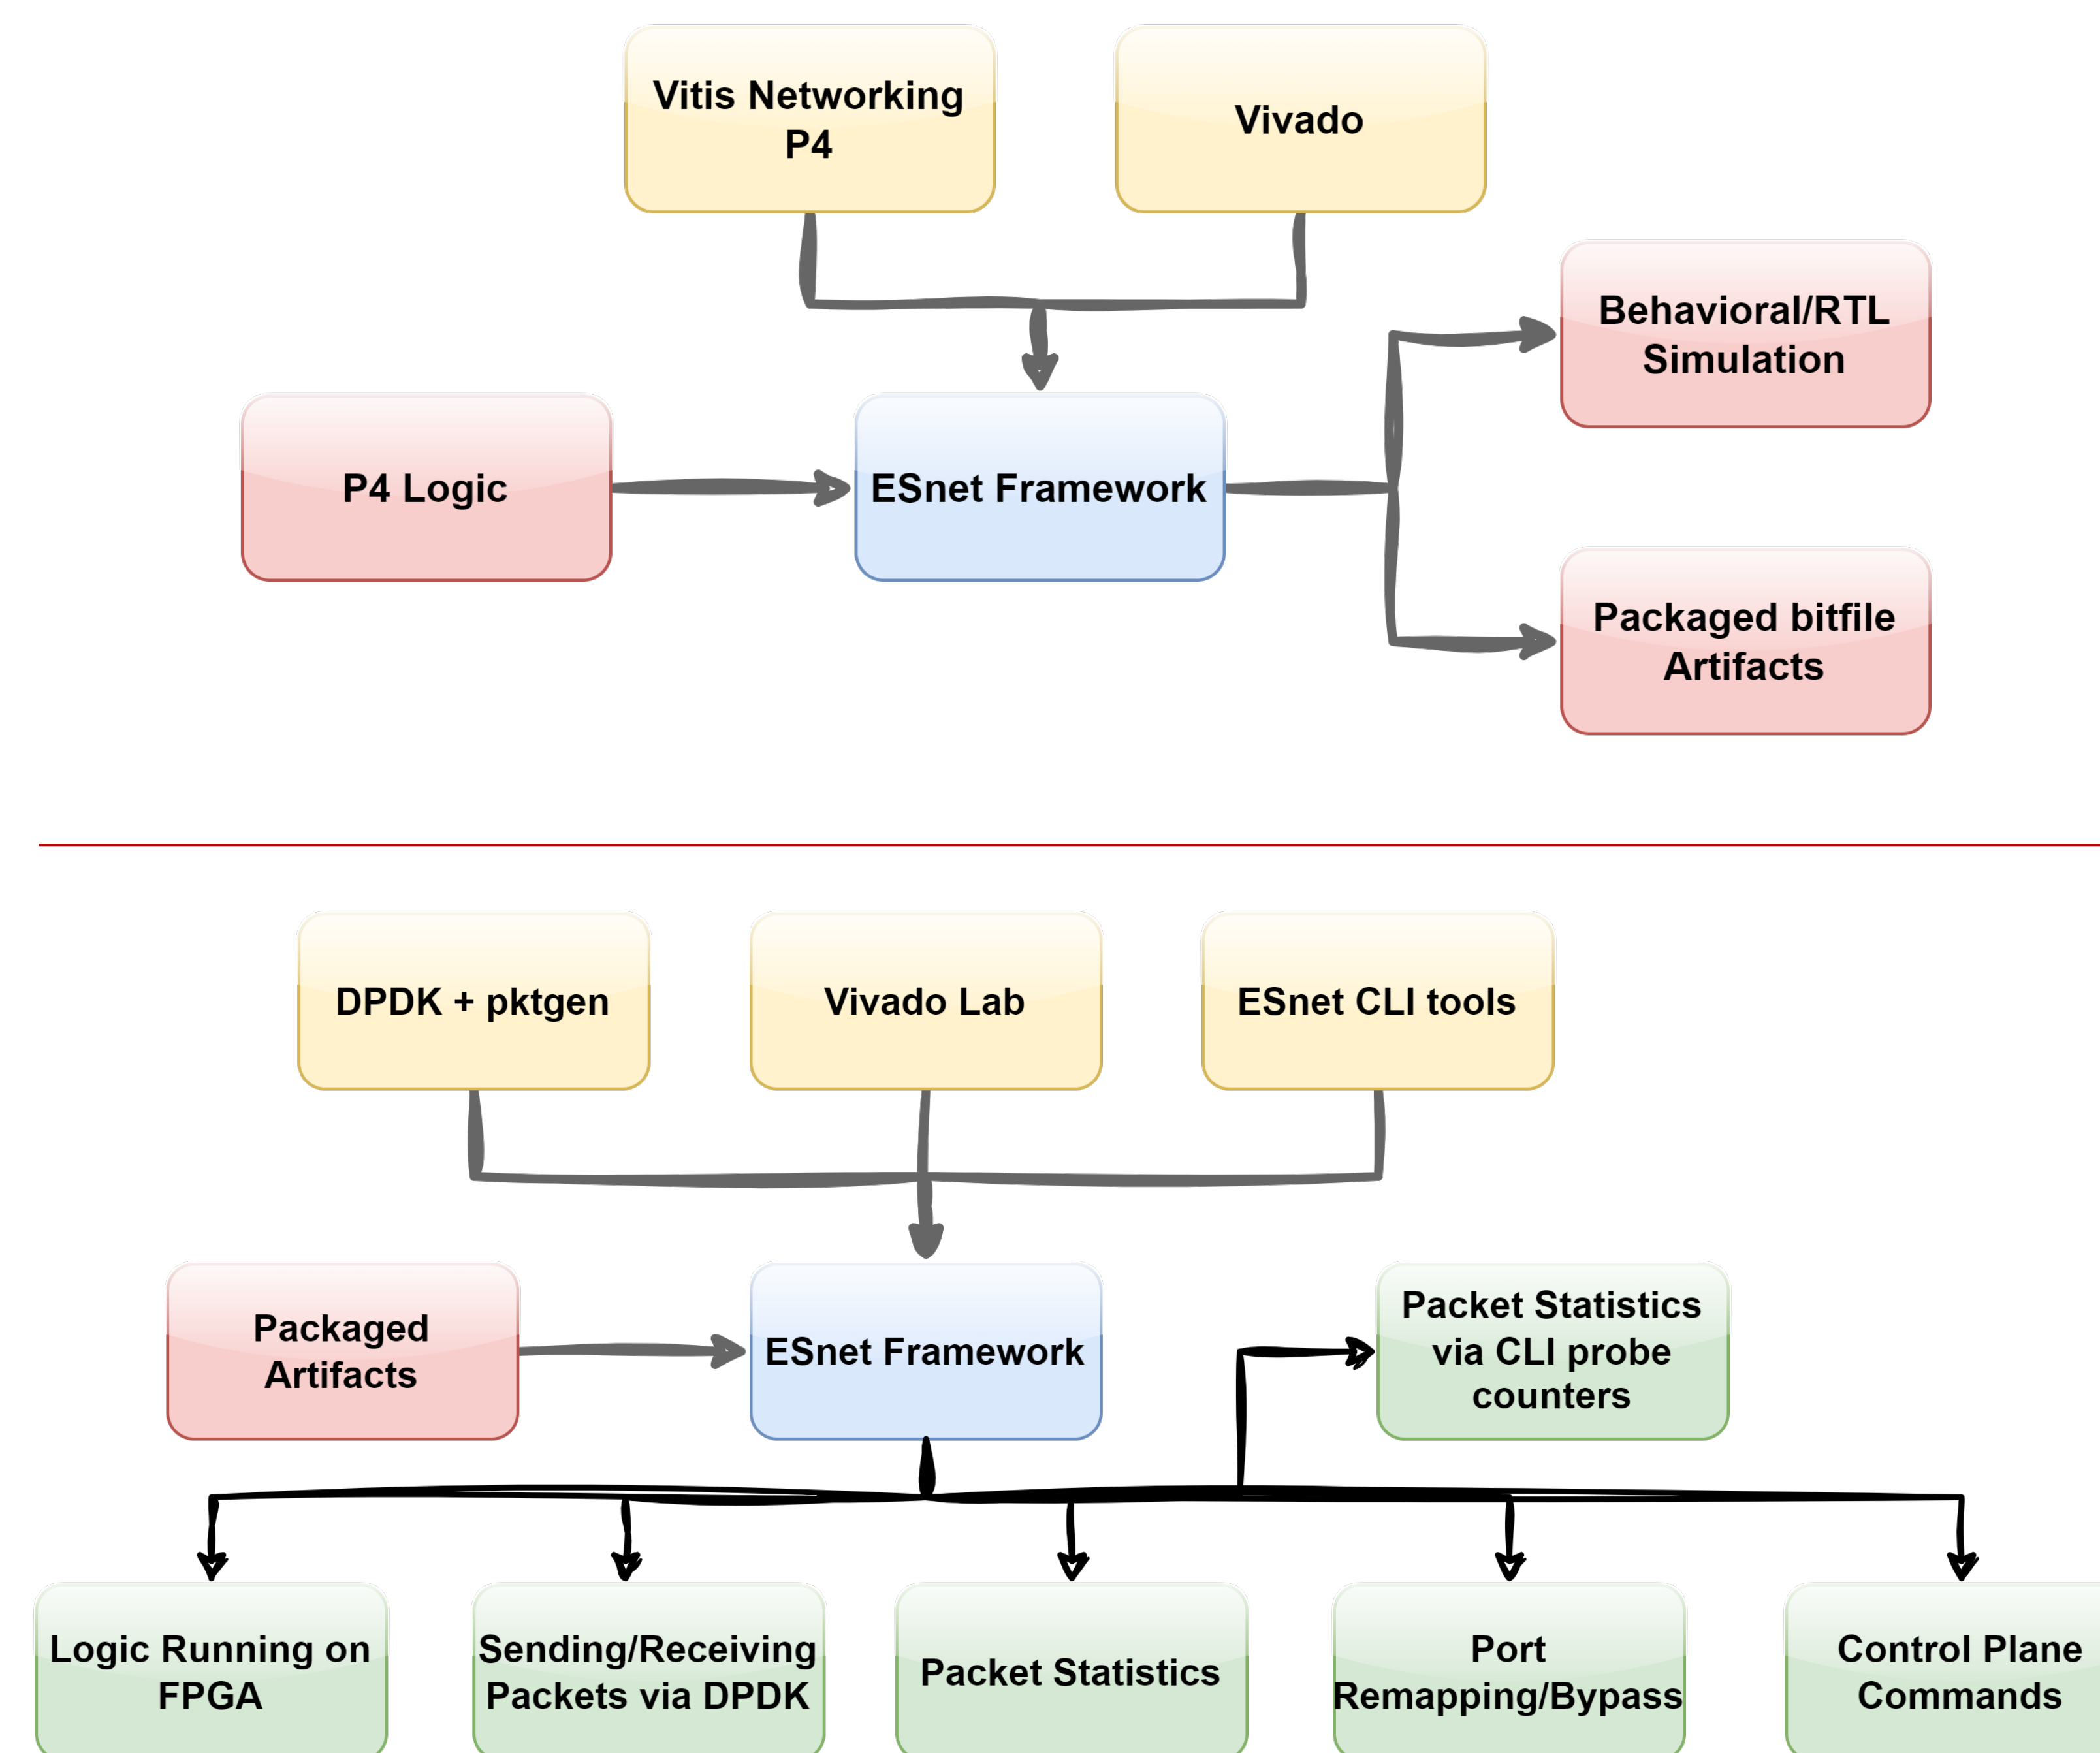 Vitis Networking
P4
Vivado
Behavioral/RTL
Simulation
P4 Logic
ESnet Framework
Packaged bitfile
Artifacts
DPDK + pktgen
Vivado Lab
ESnet CLI tools
Packaged
Artifacts
ESnet Framework
Packet Statistics
via CLI probe
counters
Logic Running on
FPGA
Sending/Receiving
Packets via DPDK
Packet Statistics
Port
Remapping/Bypass
Control Plane
Commands